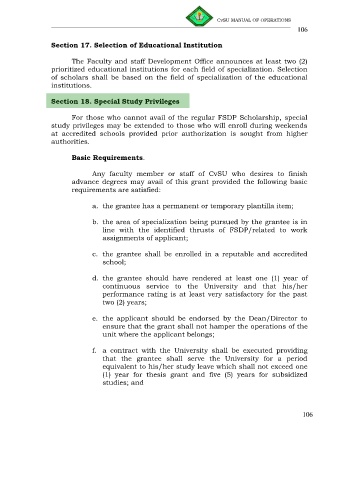 CvSU MANUAL OF OPERATIONS
106
Section 17. Selection of Educational Institution
The Faculty and staff Development Office announces at least two (2)
prioritized educational institutions for each field of specialization. Selection
of scholars shall be based on the field of specialization of the educational
institutions.
Section 18. Special Study Privileges
For those who cannot avail of the regular FSDP Scholarship, special
study privileges may be extended to those who will enroll during weekends
at accredited schools provided prior authorization is sought from higher
authorities.
Basic Requirements.
Any faculty member or staff of CvSU who desires to finish
advance degrees may avail of this grant provided the following basic
requirements are satisfied:
a. the grantee has a permanent or temporary plantilla item;
b. the area of specialization being pursued by the grantee is in
line with the identified thrusts of FSDP/related to work
assignments of applicant;
c. the grantee shall be enrolled in a reputable and accredited
school;
d. the grantee should have rendered at least one (1) year of
continuous service to the University and that his/her
performance rating is at least very satisfactory for the past
two (2) years;
e. the applicant should be endorsed by the Dean/Director to
ensure that the grant shall not hamper the operations of the
unit where the applicant belongs;
f. a contract with the University shall be executed providing
that the grantee shall serve the University for a period
equivalent to his/her study leave which shall not exceed one
(1) year for thesis grant and five (5) years for subsidized
studies; and
106